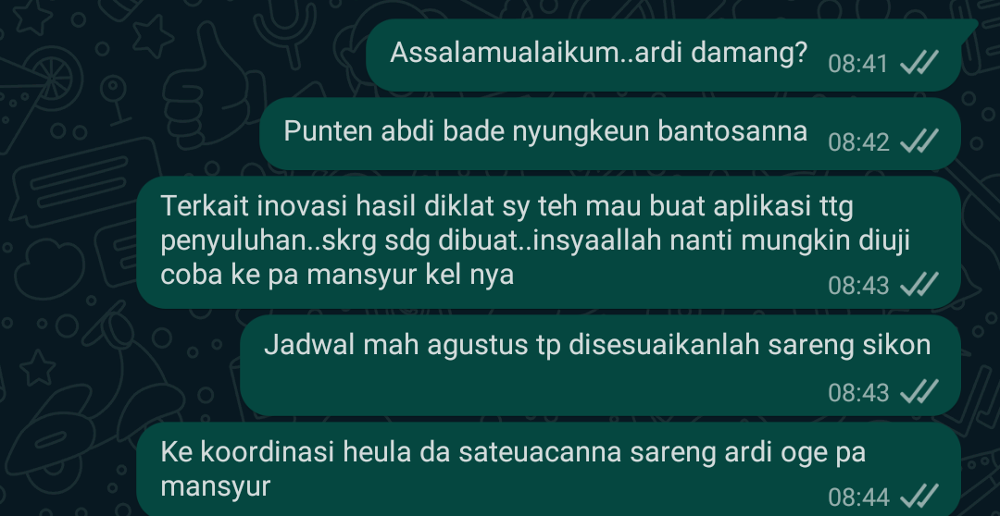 Assalamualaikum..ardi damang?
08:41
Punten abdi bade nyungkeun bantosanna
08:42
Terkait inovasi hasil diklat sy teh mau buat aplikasi ttg
penyuluhan..skrg sdg dibuat..insyaallah nanti mungkin diuji
coba ke pa mansyur kel nya
08:43
Jadwal mah agustus tp disesuaikanlah sareng sikon
08:43
Ke koordinasi heula da sateuacanna sareng ardi oge pa
mansyur
08:44